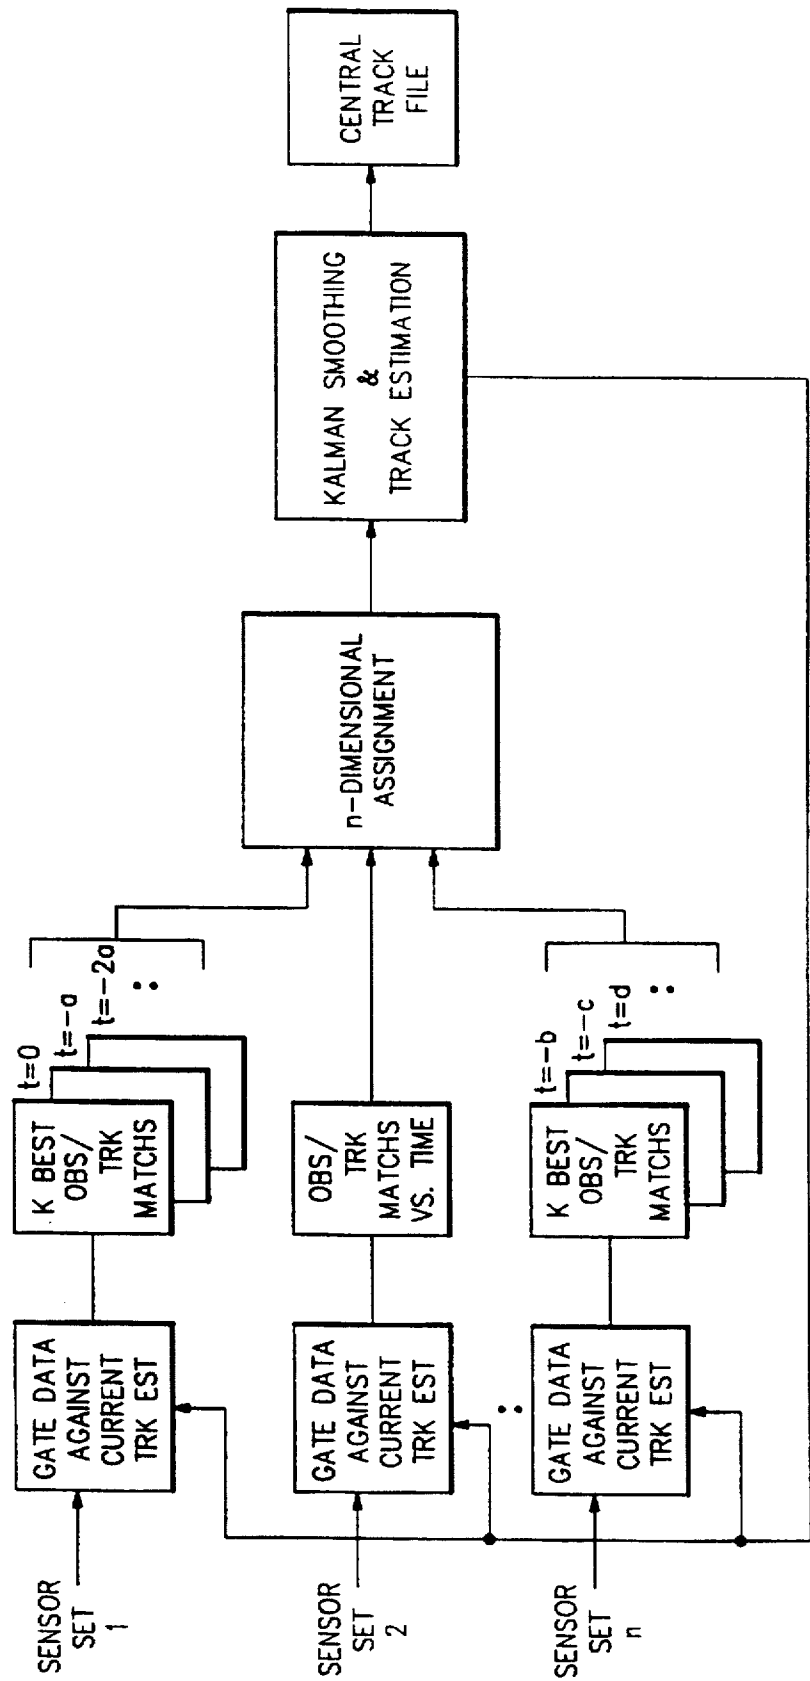 SENSOR
SET
1
GATE DATA
AGAINST
CURRENT
TRK EST
K BEST
OBS/
TRK
MATCHS
t=0
t=-a
t=-2a
:
SENSOR
SET
2
GATE DATA
AGAINST
CURRENT
TRK EST
OBS/
TRK
MATCHS
VS. TIME
:
SENSOR
SET
n
GATE DATA
AGAINST
CURRENT
TRK EST
K BEST
OBS/
TRK
MATCHS
t=-b
t=-c
t=d
:
n-DIMENSIONAL
ASSIGNMENT
KALMAN SMOOTHING
&
TRACK ESTIMATION
CENTRAL
TRACK
FILE